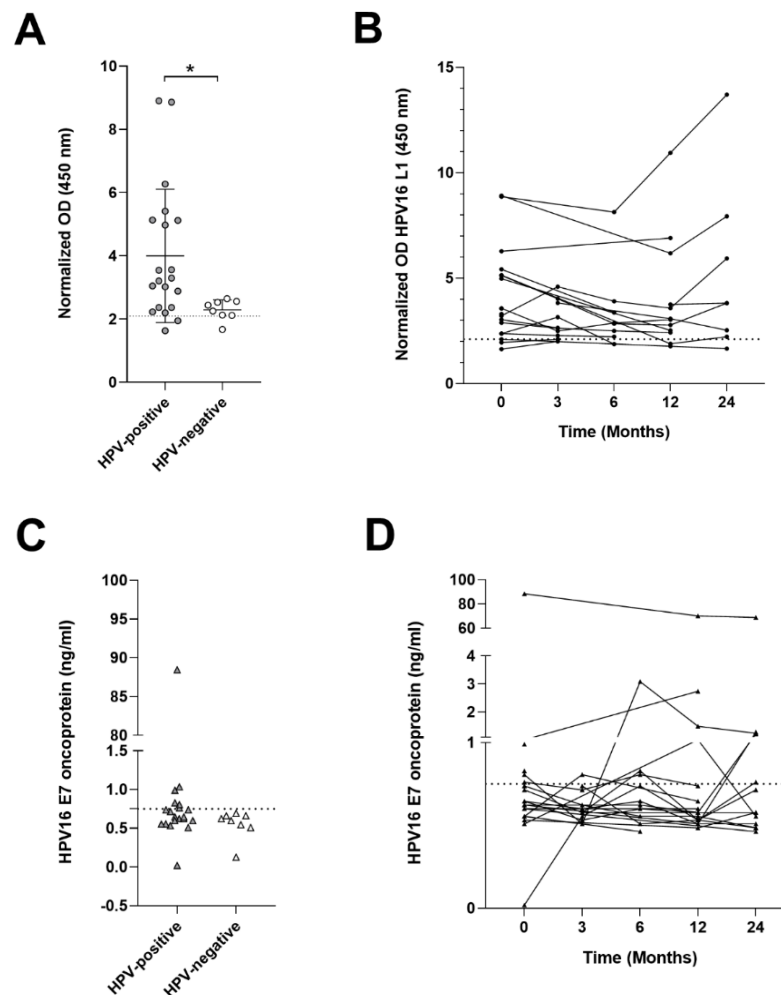 A
Normalized OD (450 nm)
10
8
6
4
2
0
*
HPV-positive
HPV-negative
B
Normalized OD HPV16 L1 (450 nm)
15
10
5
0
0 3 6 12 24
Time (Months)
C
HPV16 E7 oncoprotein (ng/ml)
100
95
90
85
80
1.5
1.0
0.5
0.0
-0.5
HPV-positive
HPV-negative
D
HPV16 E7 oncoprotein (ng/ml)
100
80
60
4
3
2
1
0
0 3 6 12 24
Time (Months)